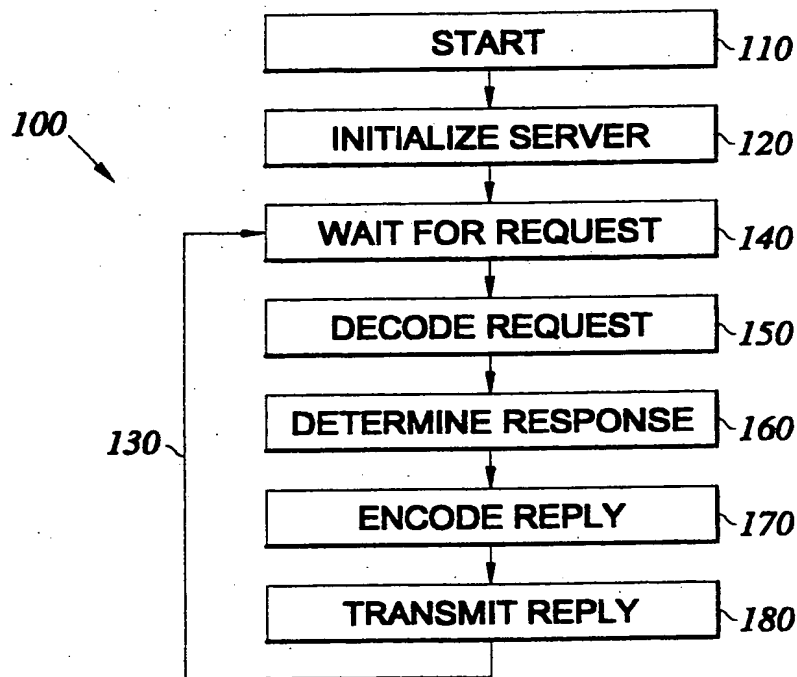 START
110
100
INITIALIZE SERVER
120
WAIT FOR REQUEST
140
DECODE REQUEST
150
130
DETERMINE RESPONSE
160
ENCODE REPLY
170
TRANSMIT REPLY
180